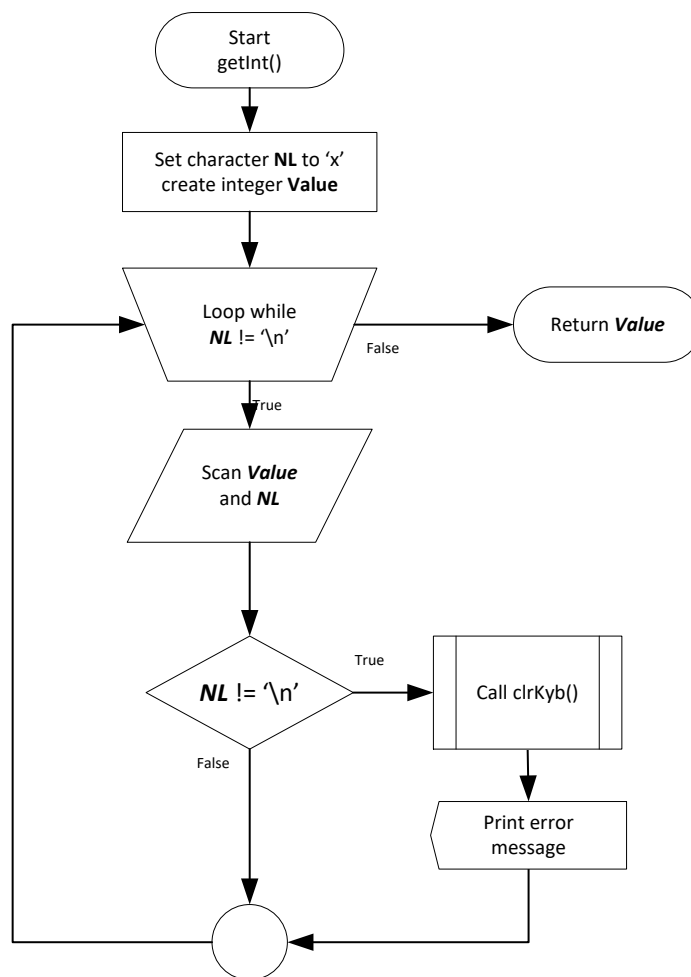 Start
getInt()
Set character NL to ‘x’
create integer Value
Loop while
NL != ‘\n’
False
Return Value
True
Scan Value
and NL
NL != ‘\n’
True
Call clrKyb()
False
Print error
message